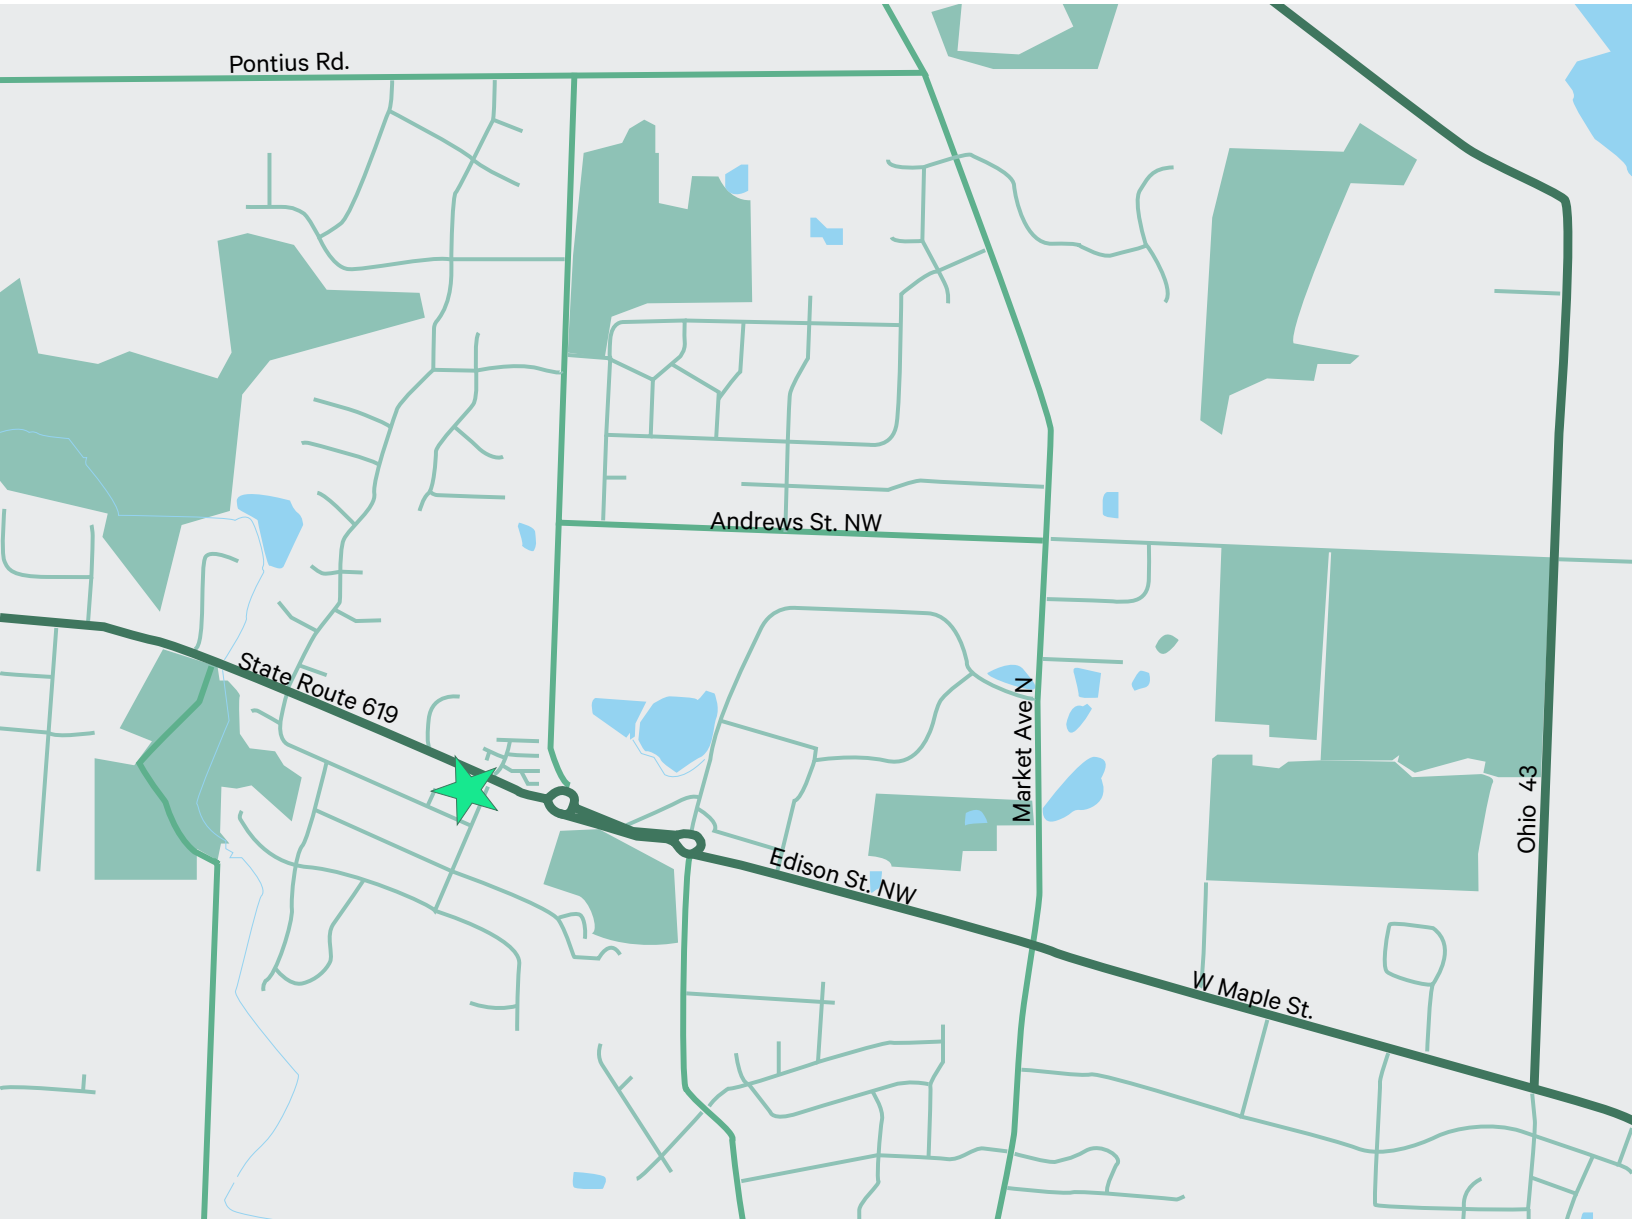 Pontius Rd.
Andrews St. NW
State Route 619
Market Ave N
Ohio 43
Edison St. NW
W Maple St.